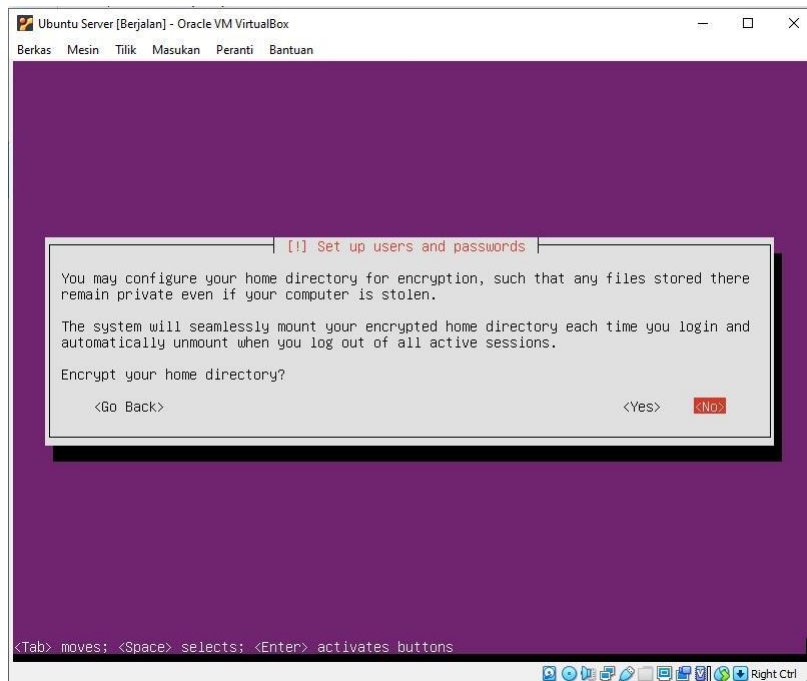 Ubuntu Server [Berjalan] - Oracle VM VirtualBox
Berkas Mesin Tilik Masukan Peranti Bantuan
[!] Set up users and passwords
You may configure your home directory for encryption, such that any files stored there
remain private even if your computer is stolen.
The system will seamlessly mount your encrypted home directory each time you login and
automatically unmount when you log out of all active sessions.
Encrypt your home directory?
<Go Back> <Yes> <No>
<Tab> moves; <Space> selects; <Enter> activates buttons
Right Ctrl